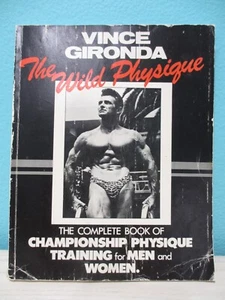 VINCE
GIRONDA
The Wild Physique
THE COMPLETE BOOK OF
CHAMPIONSHIP PHYSIQUE
TRAINING for MEN and
WOMEN.